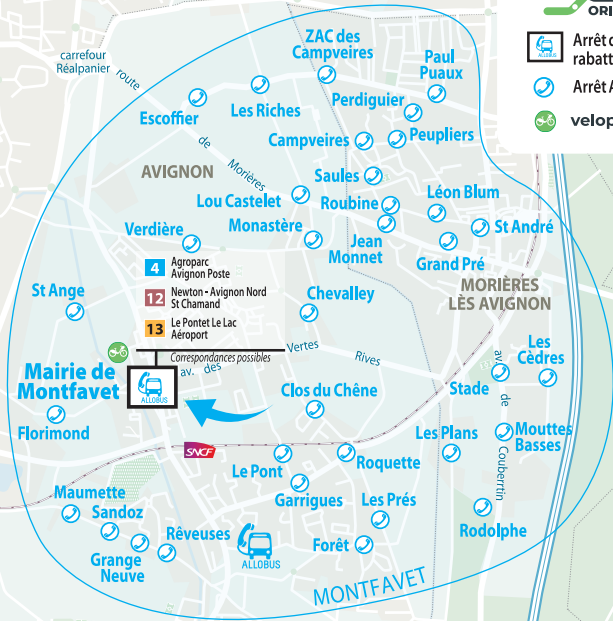 ORI
Arrêt d
rabatt
Arrêt A
velop
carrefour
Réalpanier
route
de
Morières
ZAC des
Campveires
Paul
Puaux
Escoffier
Les Riches
Perdiguier
Campveires
Peupliers
AVIGNON
Saules
Lou Castelet
Roubine
Léon Blum
Verdière
Monastère
Jean
Monnet
St André
Grand Pré
4 Agroparc
Avignon Poste
12 Newton - Avignon Nord
St Chamand
13 Le Pontet Le Lac
Aéroport
Correspondances possibles
St Ange
Chevalley
MORIÈRES
LÈS AVIGNON
Mairie de
Montfavet
ALLOBUS
av. des
Vertes
Rives
Les
Cèdres
Stade
av. de
Coubertin
Clos du Chêne
Florimond
SNCF
Le Pont
Roquette
Les Plans
Mouttes
Basses
Garrigues
Maumette
Sandoz
Les Prés
Rodolphe
Rêveuses
Grange
Neuve
ALLOBUS
Forêt
MONTFAVET